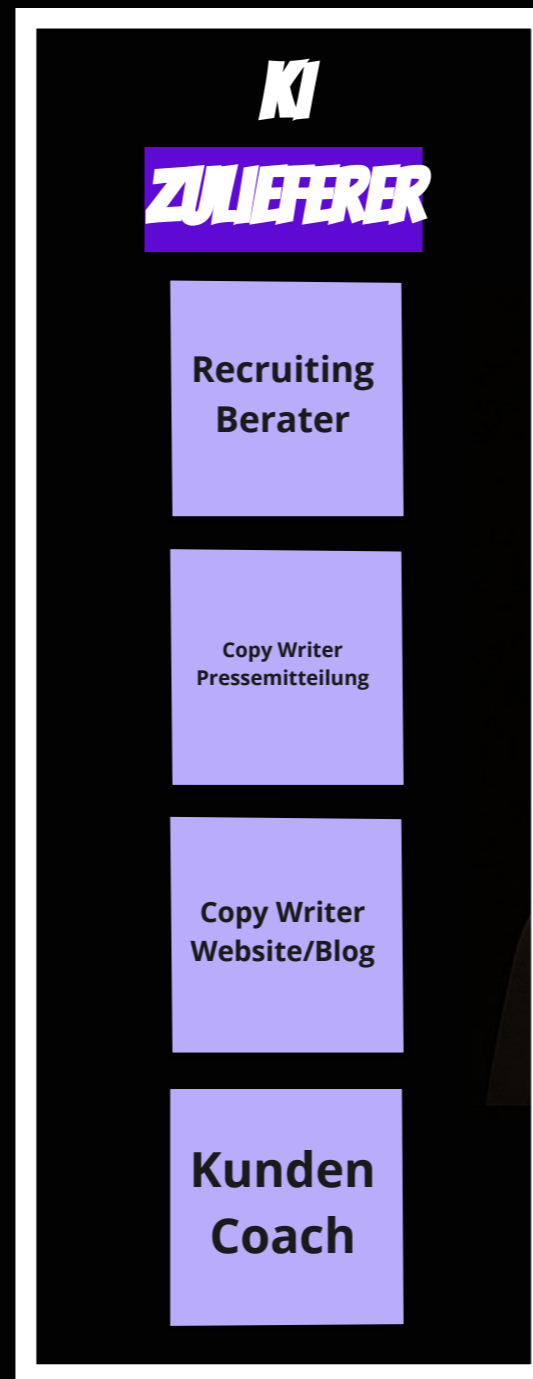 KI
ZULIEFERER
Recruiting
Berater
Copy Writer
Pressemitteilung
Copy Writer
Website/Blog
Kunden
Coach